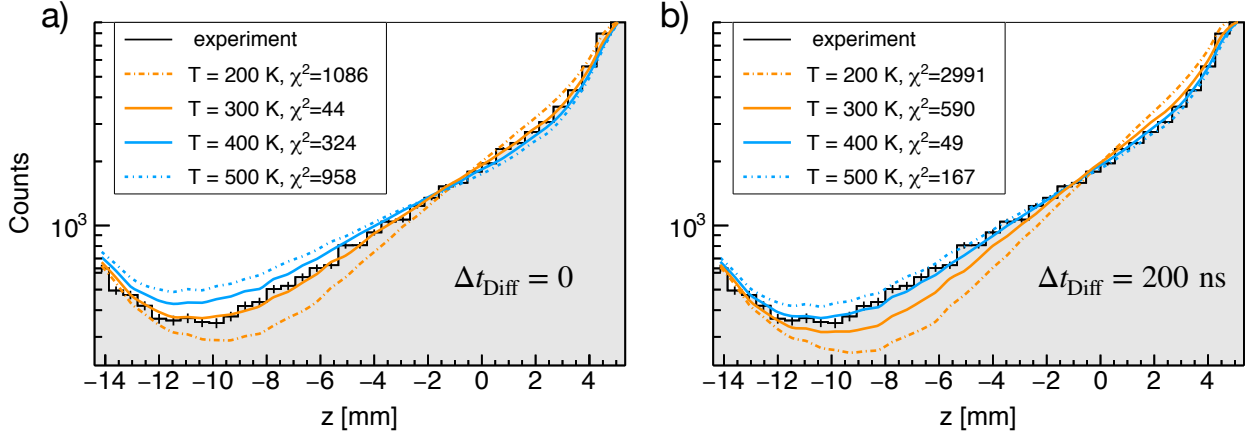 a)
experiment
T = 200 K, χ²=1086
T = 300 K, χ²=44
T = 400 K, χ²=324
T = 500 K, χ²=958
Counts
10³
Δt_Diff = 0
−14 −12 −10 −8 −6 −4 −2 0 2 4
z [mm]
b)
experiment
T = 200 K, χ²=2991
T = 300 K, χ²=590
T = 400 K, χ²=49
T = 500 K, χ²=167
10³
Δt_Diff = 200 ns
−14 −12 −10 −8 −6 −4 −2 0 2 4
z [mm]